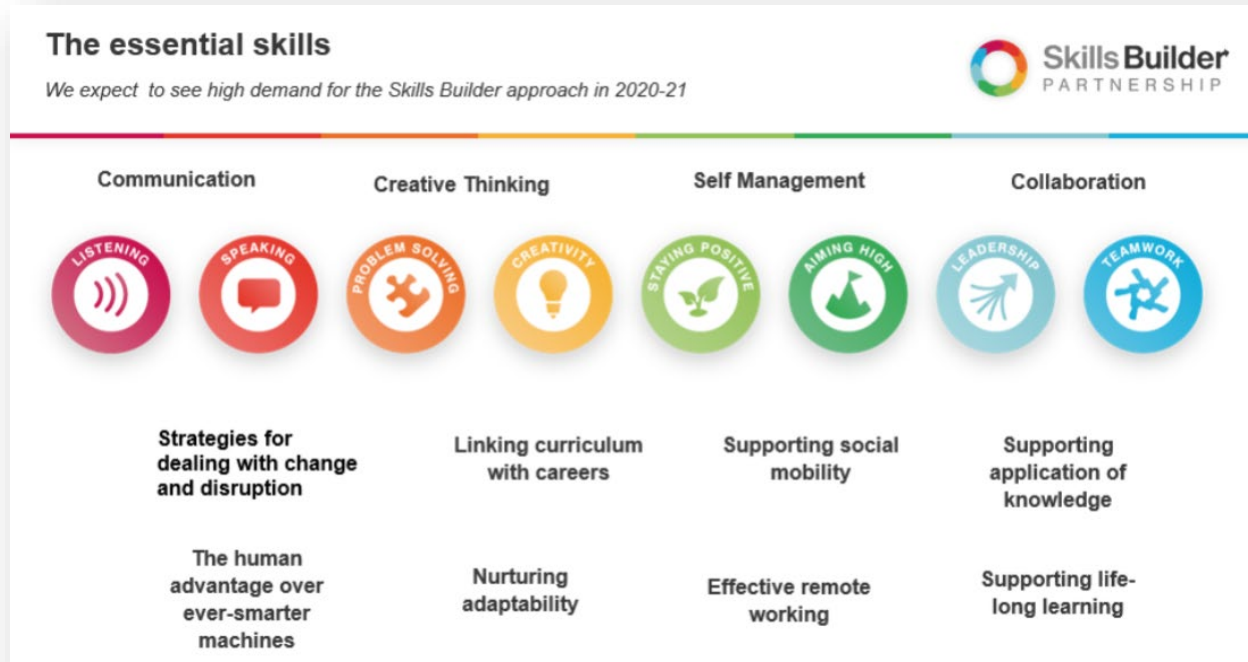 The essential skills
We expect to see high demand for the Skills Builder approach in 2020-21
Skills Builder
PARTNERSHIP
Communication
Creative Thinking
Self Management
Collaboration
LISTENING
SPEAKING
PROBLEM SOLVING
CREATIVITY
STAYING POSITIVE
AIMING HIGH
LEADERSHIP
TEAMWORK
Strategies for
dealing with change
and disruption
Linking curriculum
with careers
Supporting social
mobility
Supporting
application of
knowledge
The human
advantage over
ever-smarter
machines
Nurturing
adaptability
Effective remote
working
Supporting life-
long learning